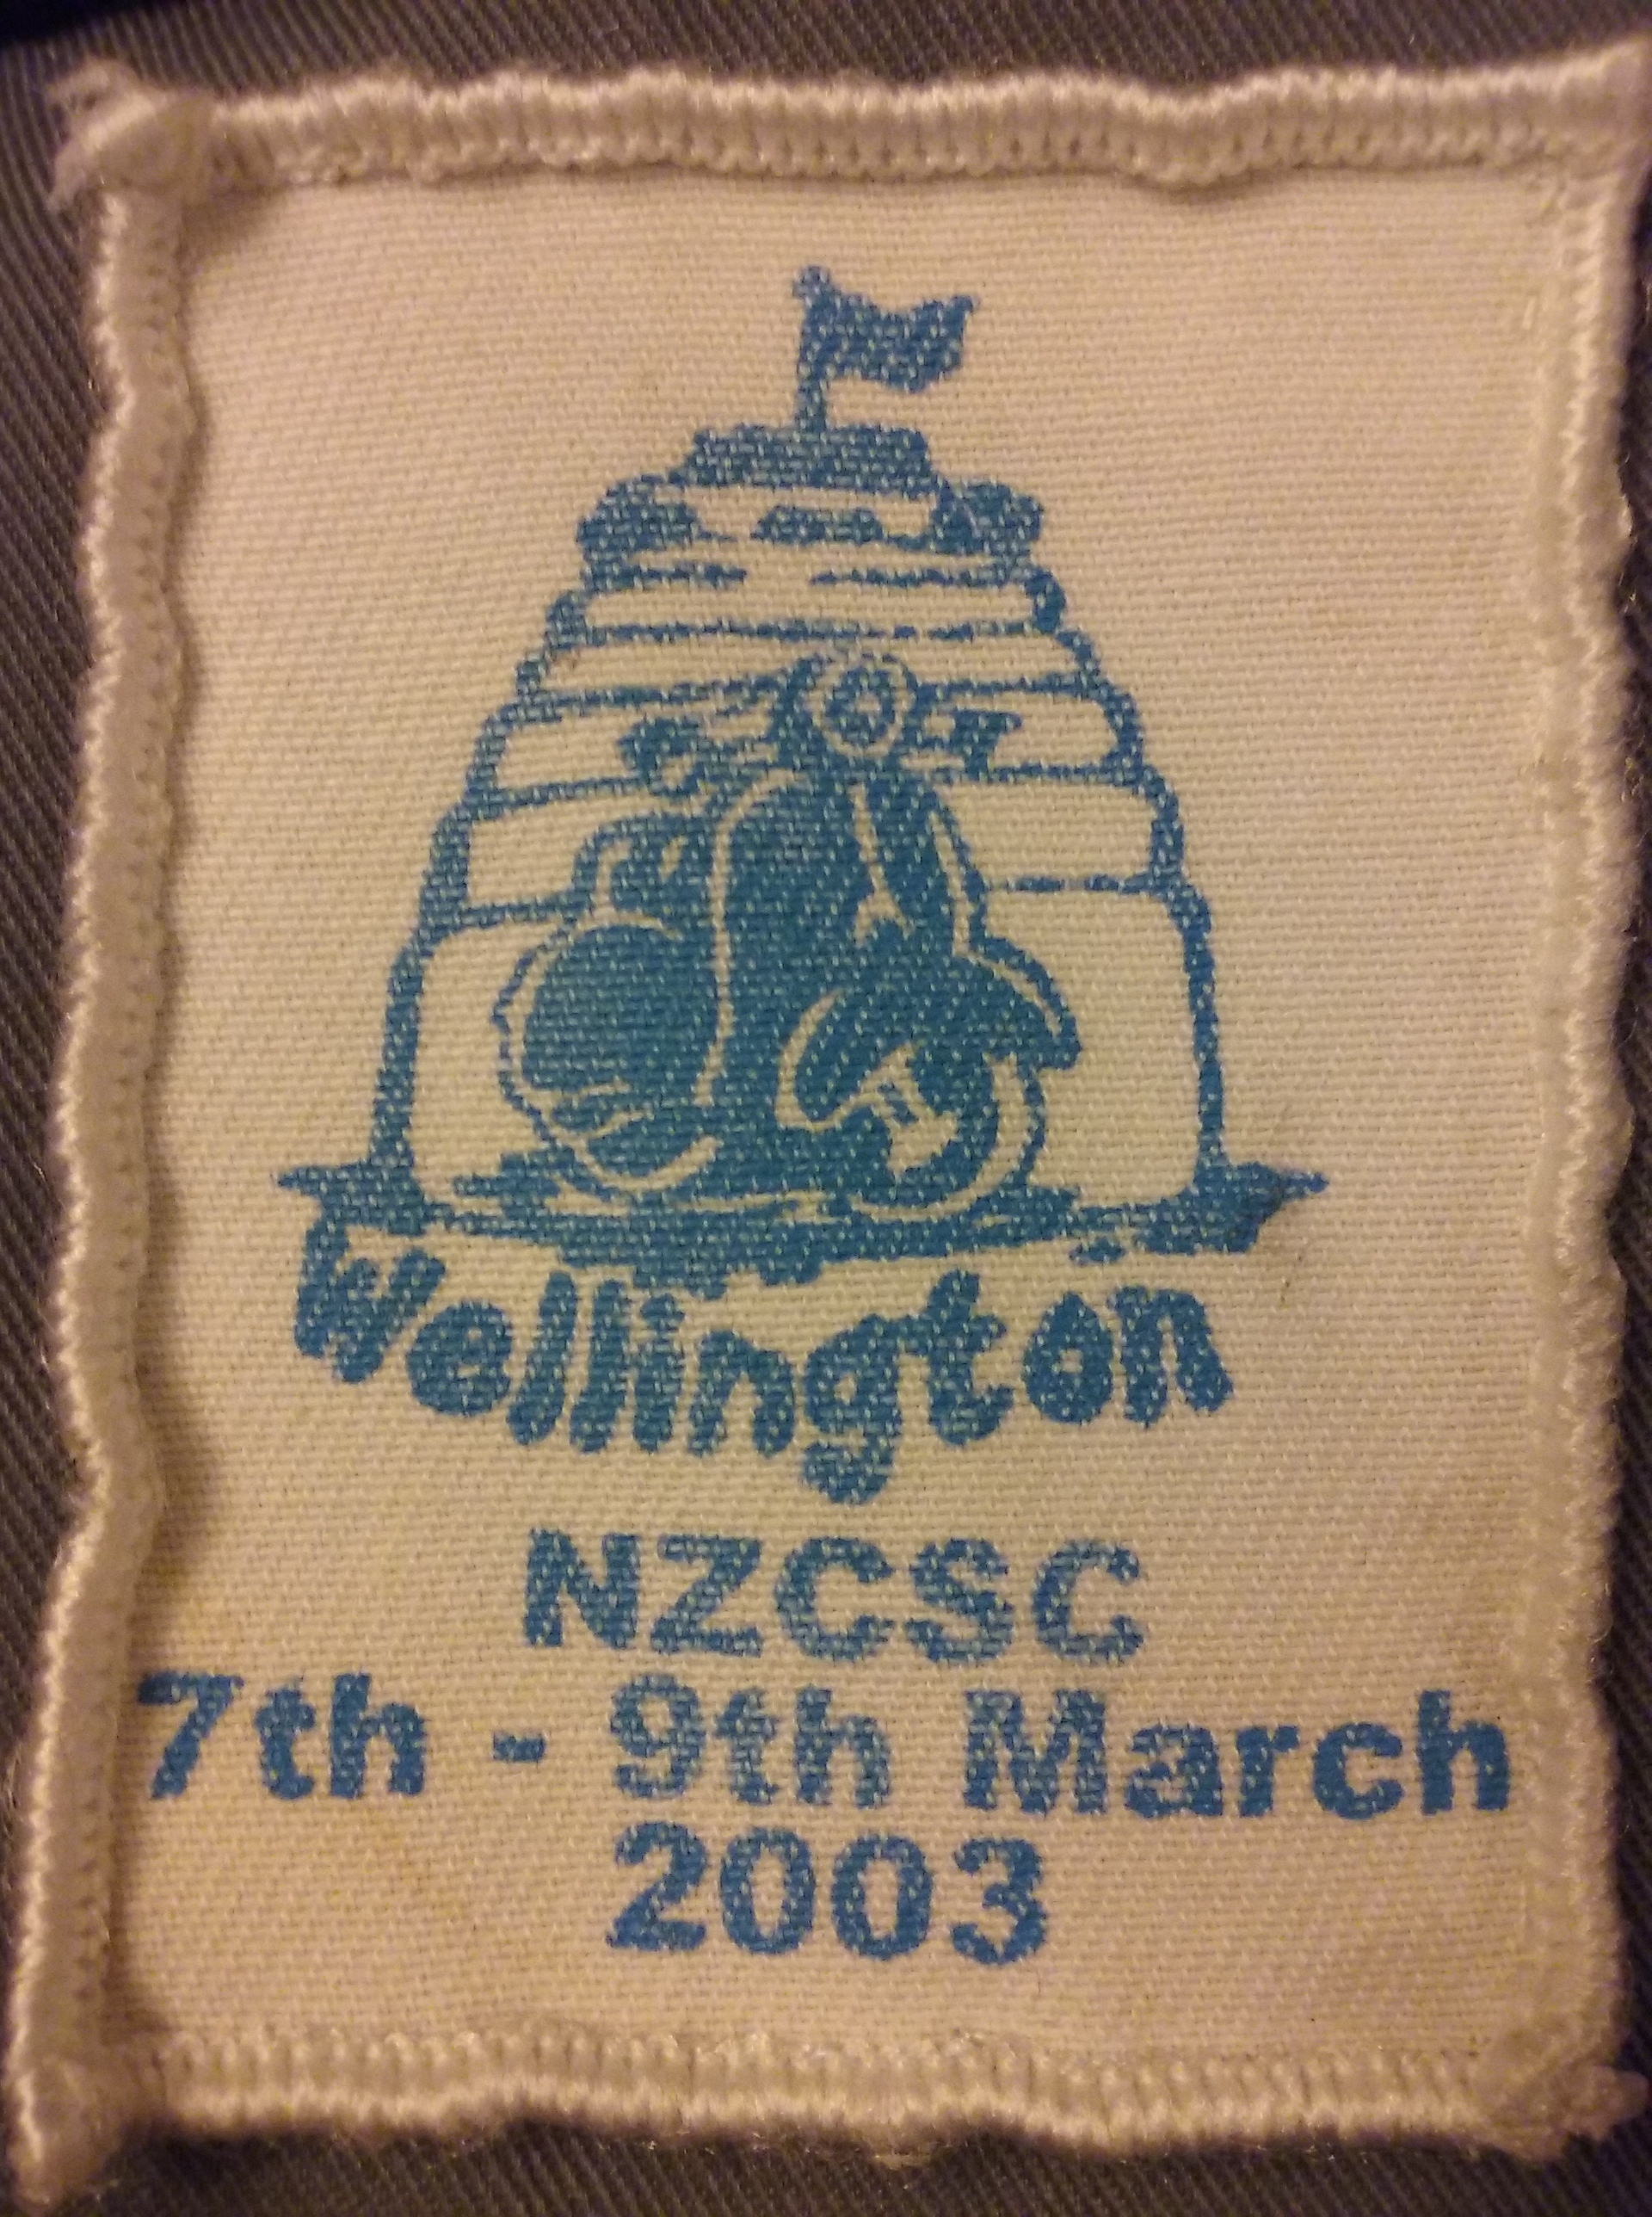 Wellington
NZCSC
7th - 9th March
2003